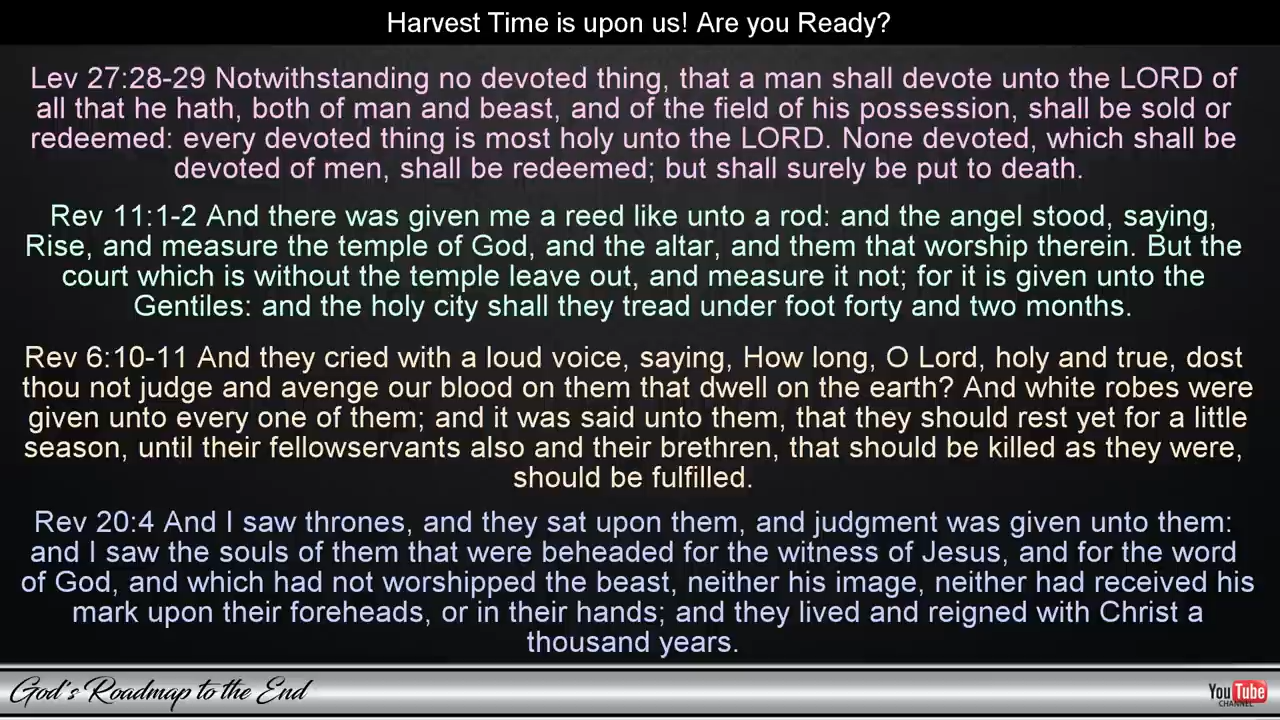 Harvest Time is upon us! Are you Ready?
Lev 27:28-29 Notwithstanding no devoted thing, that a man shall devote unto the LORD of
all that he hath, both of man and beast, and of the field of his possession, shall be sold or
redeemed: every devoted thing is most holy unto the LORD. None devoted, which shall be
devoted of men, shall be redeemed; but shall surely be put to death.
Rev 11:1-2 And there was given me a reed like unto a rod: and the angel stood, saying,
Rise, and measure the temple of God, and the altar, and them that worship therein. But the
court which is without the temple leave out, and measure it not; for it is given unto the
Gentiles: and the holy city shall they tread under foot forty and two months.
Rev 6:10-11 And they cried with a loud voice, saying, How long, O Lord, holy and true, dost
thou not judge and avenge our blood on them that dwell on the earth? And white robes were
given unto every one of them; and it was said unto them, that they should rest yet for a little
season, until their fellowservants also and their brethren, that should be killed as they were,
should be fulfilled.
Rev 20:4 And I saw thrones, and they sat upon them, and judgment was given unto them:
and I saw the souls of them that were beheaded for the witness of Jesus, and for the word
of God, and which had not worshipped the beast, neither his image, neither had received his
mark upon their foreheads, or in their hands; and they lived and reigned with Christ a
thousand years.
God's Roadmap to the End
YouTube
CHANNEL